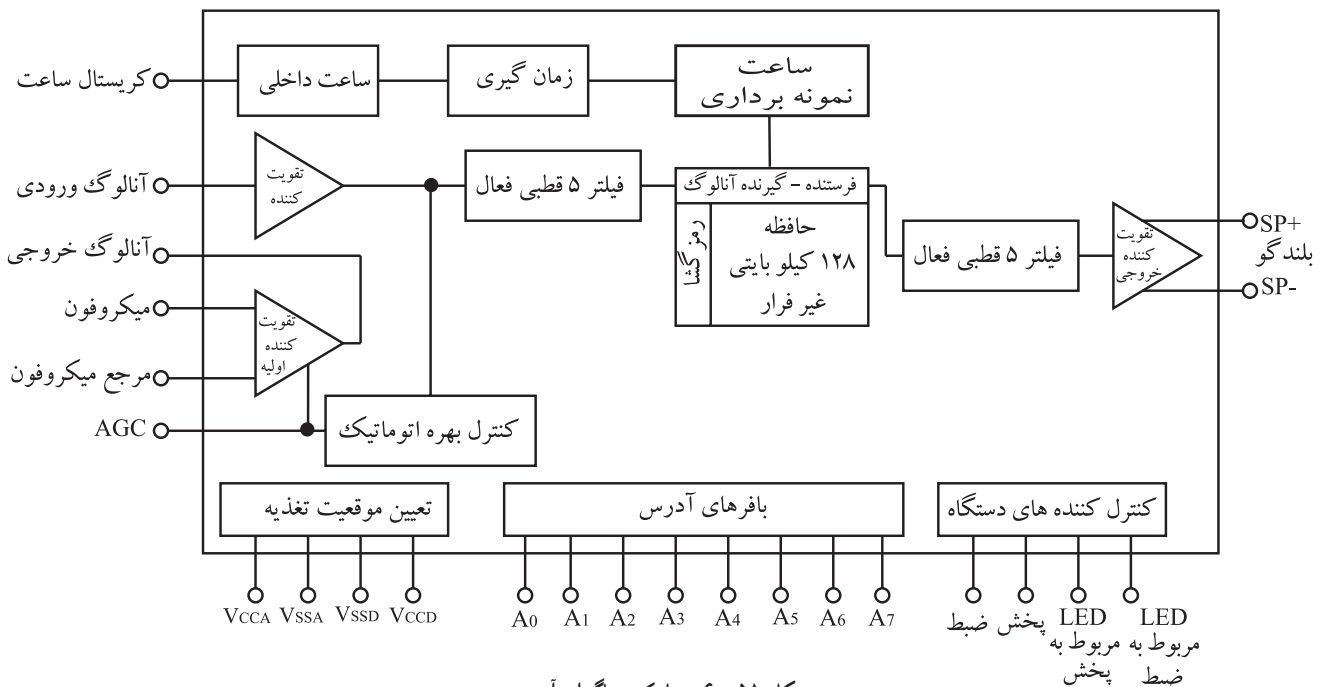 کریستال ساعت
ساعت داخلی
زمان گیری
ساعت
نمونه برداری
آنالوگ ورودی
تقویت
کننده
فیلتر ۵ قطبی فعال
فرستنده - گیرنده آنالوگ
رمز گشا
حافظه
۱۲۸ کیلو بایتی
غیر فرار
فیلتر ۵ قطبی فعال
تقویت
کننده
خروجی
SP+
بلندگو
SP-
آنالوگ خروجی
میکروفون
تقویت
کننده
اولیه
مرجع میکروفون
AGC
کنترل بهره اتوماتیک
تعیین موقعیت تغذیه
بافرهای آدرس
کنترل کننده های دستگاه
VCCA VSSA VSSD VCCD
A0 A1 A2 A3 A4 A5 A6 A7
ضبط
پخش
LED
مربوط به
پخش
LED
مربوط به
ضبط